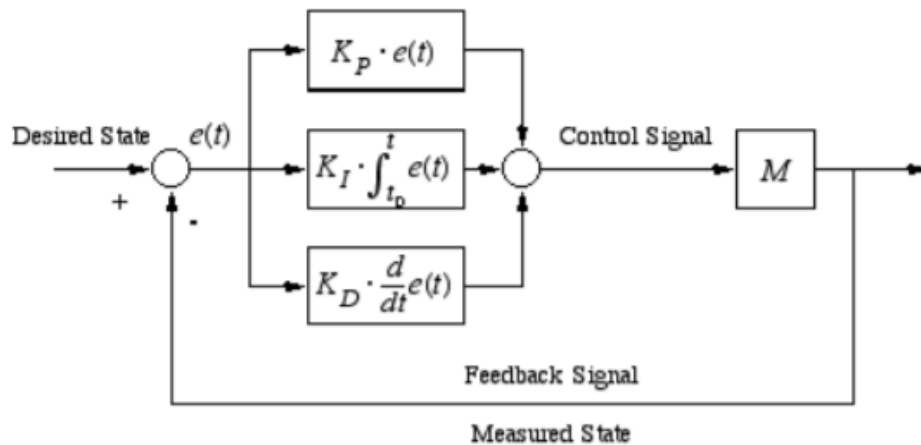 K_P · e(t)
Desired State
e(t)
+
-
K_I · ∫_{t_0}^{t} e(t)
Control Signal
M
K_D · d/dt e(t)
Feedback Signal
Measured State